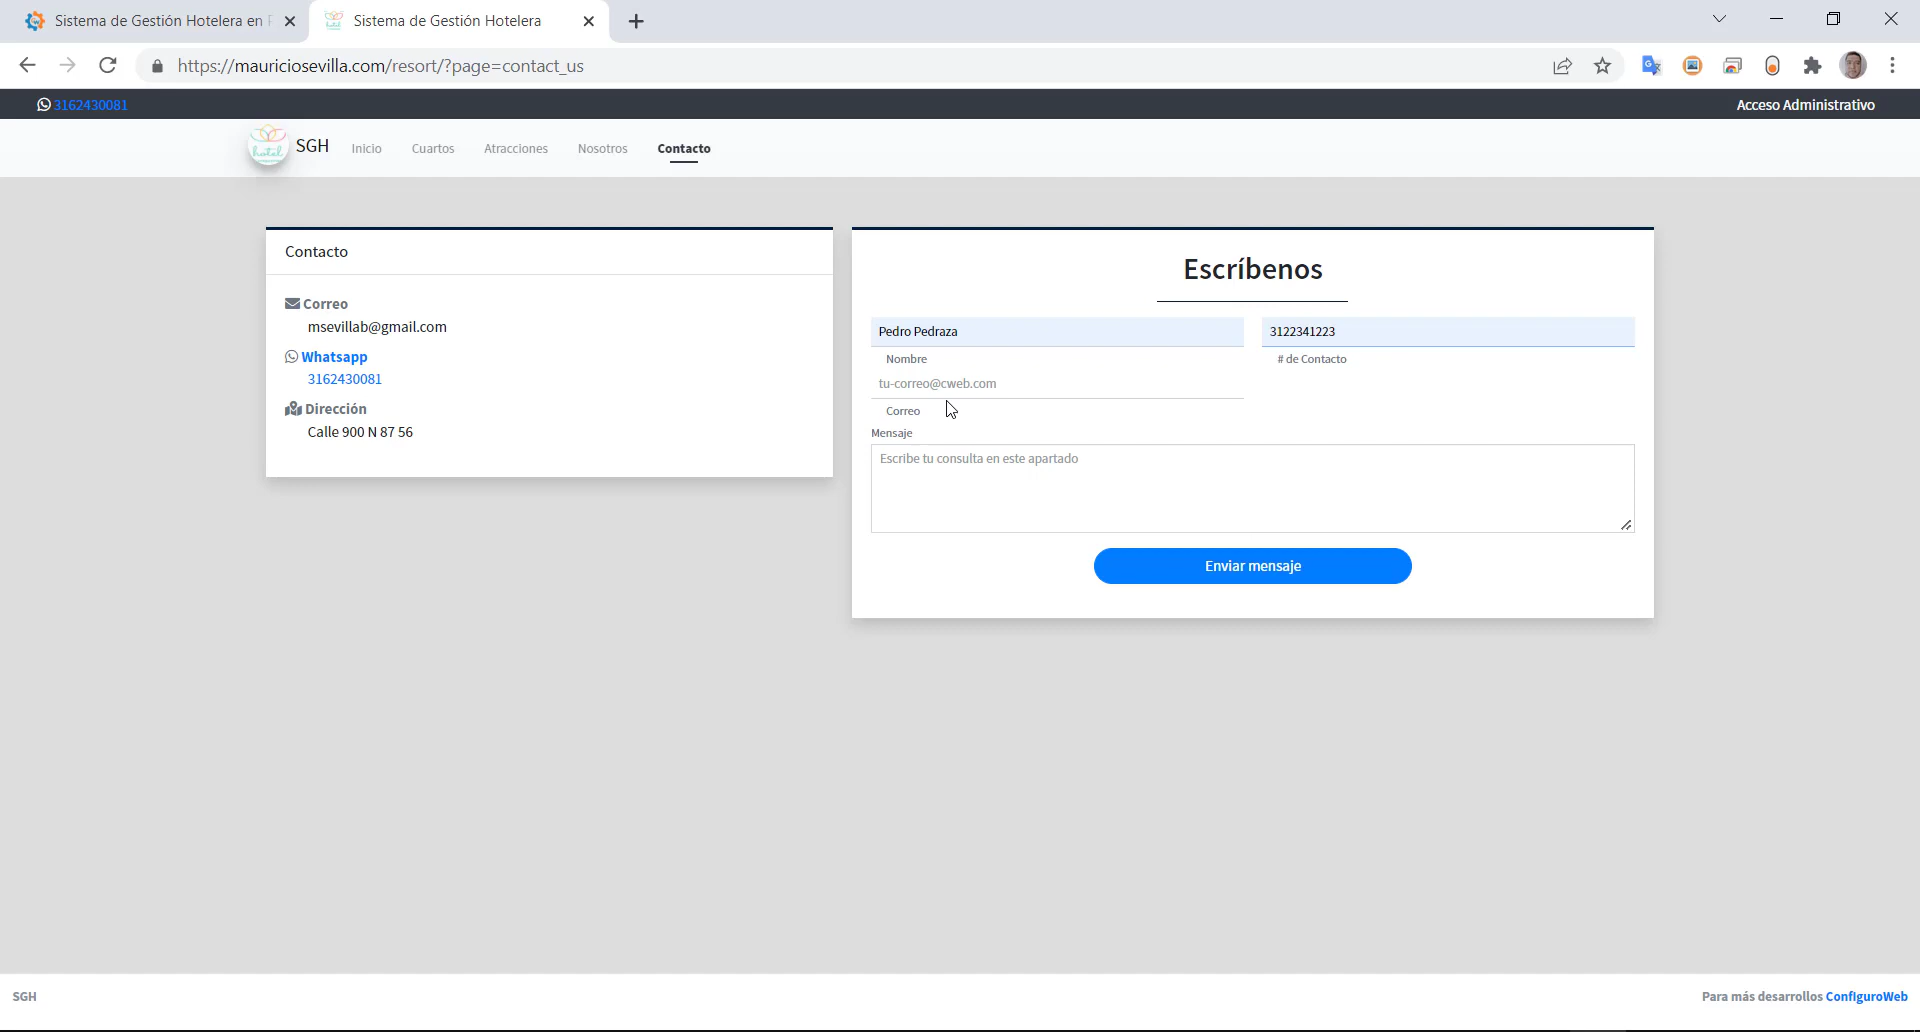 Sistema de Gestión Hotelera en
Sistema de Gestión Hotelera
https://mauriciosevilla.com/resort/?page=contact_us
3162430081
Acceso Administrativo
hotel
SGH
Inicio
Cuartos
Atracciones
Nosotros
Contacto
Contacto
Correo
msevillab@gmail.com
Whatsapp
3162430081
Dirección
Calle 900 N 87 56
Escríbenos
Pedro Pedraza
3122341223
Nombre
# de Contacto
tu-correo@cweb.com
Correo
Mensaje
Escribe tu consulta en este apartado
Enviar mensaje
SGH
Para más desarrollos ConfiguroWeb